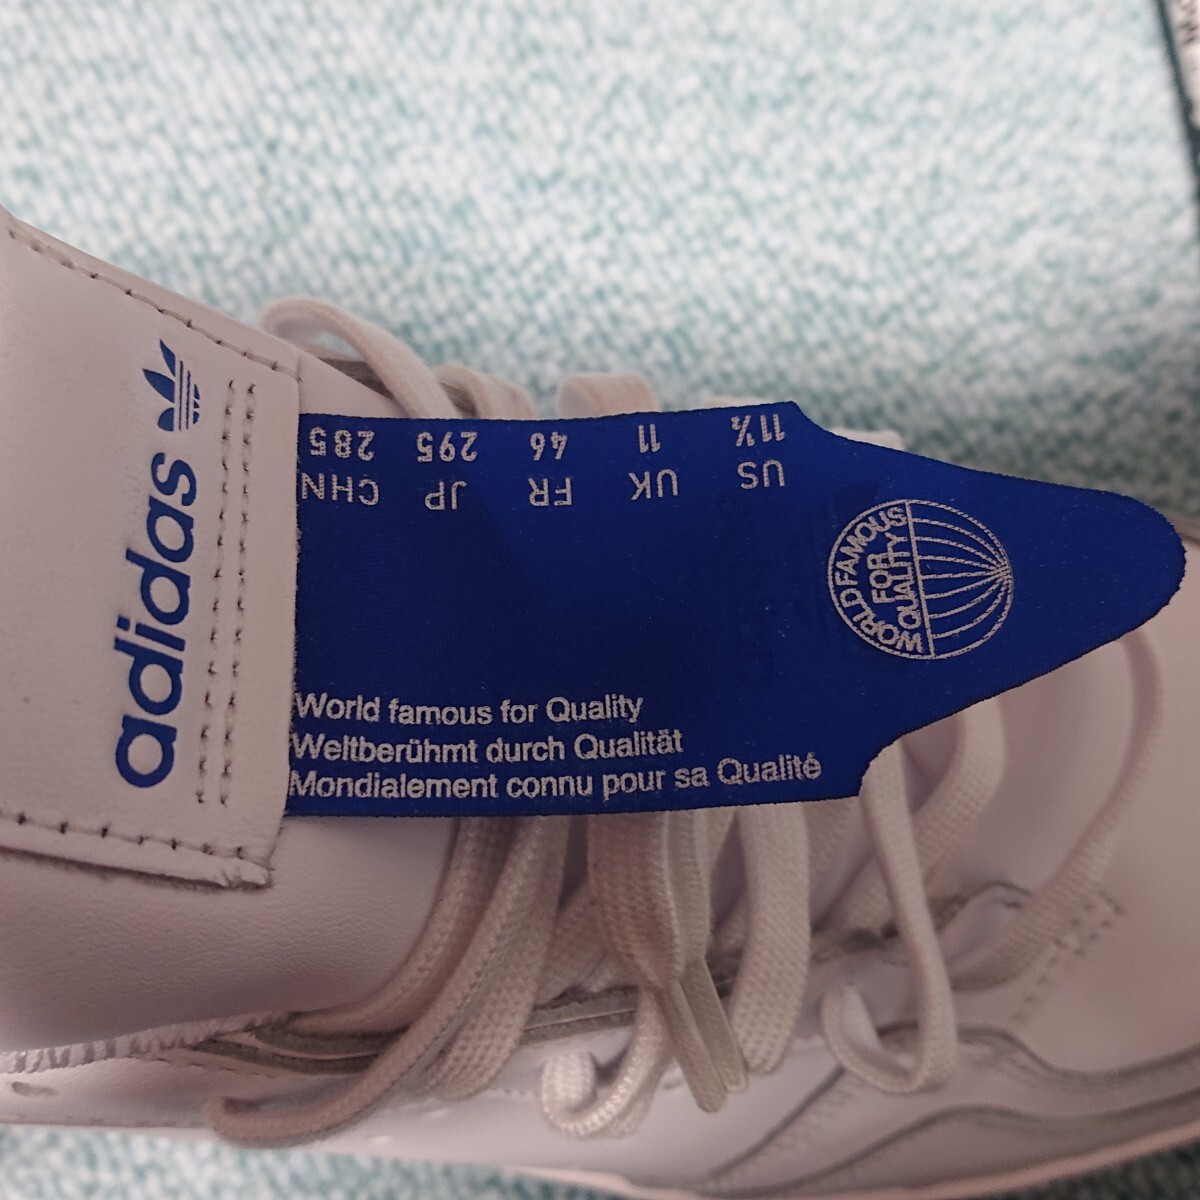 adidas
US UK FR JP CHN
11½ 11 46 295 285
WORLD FAMOUS
FOR
QUALITY
World famous for Quality
Weltberühmt durch Qualität
Mondialement connu pour sa Qualité